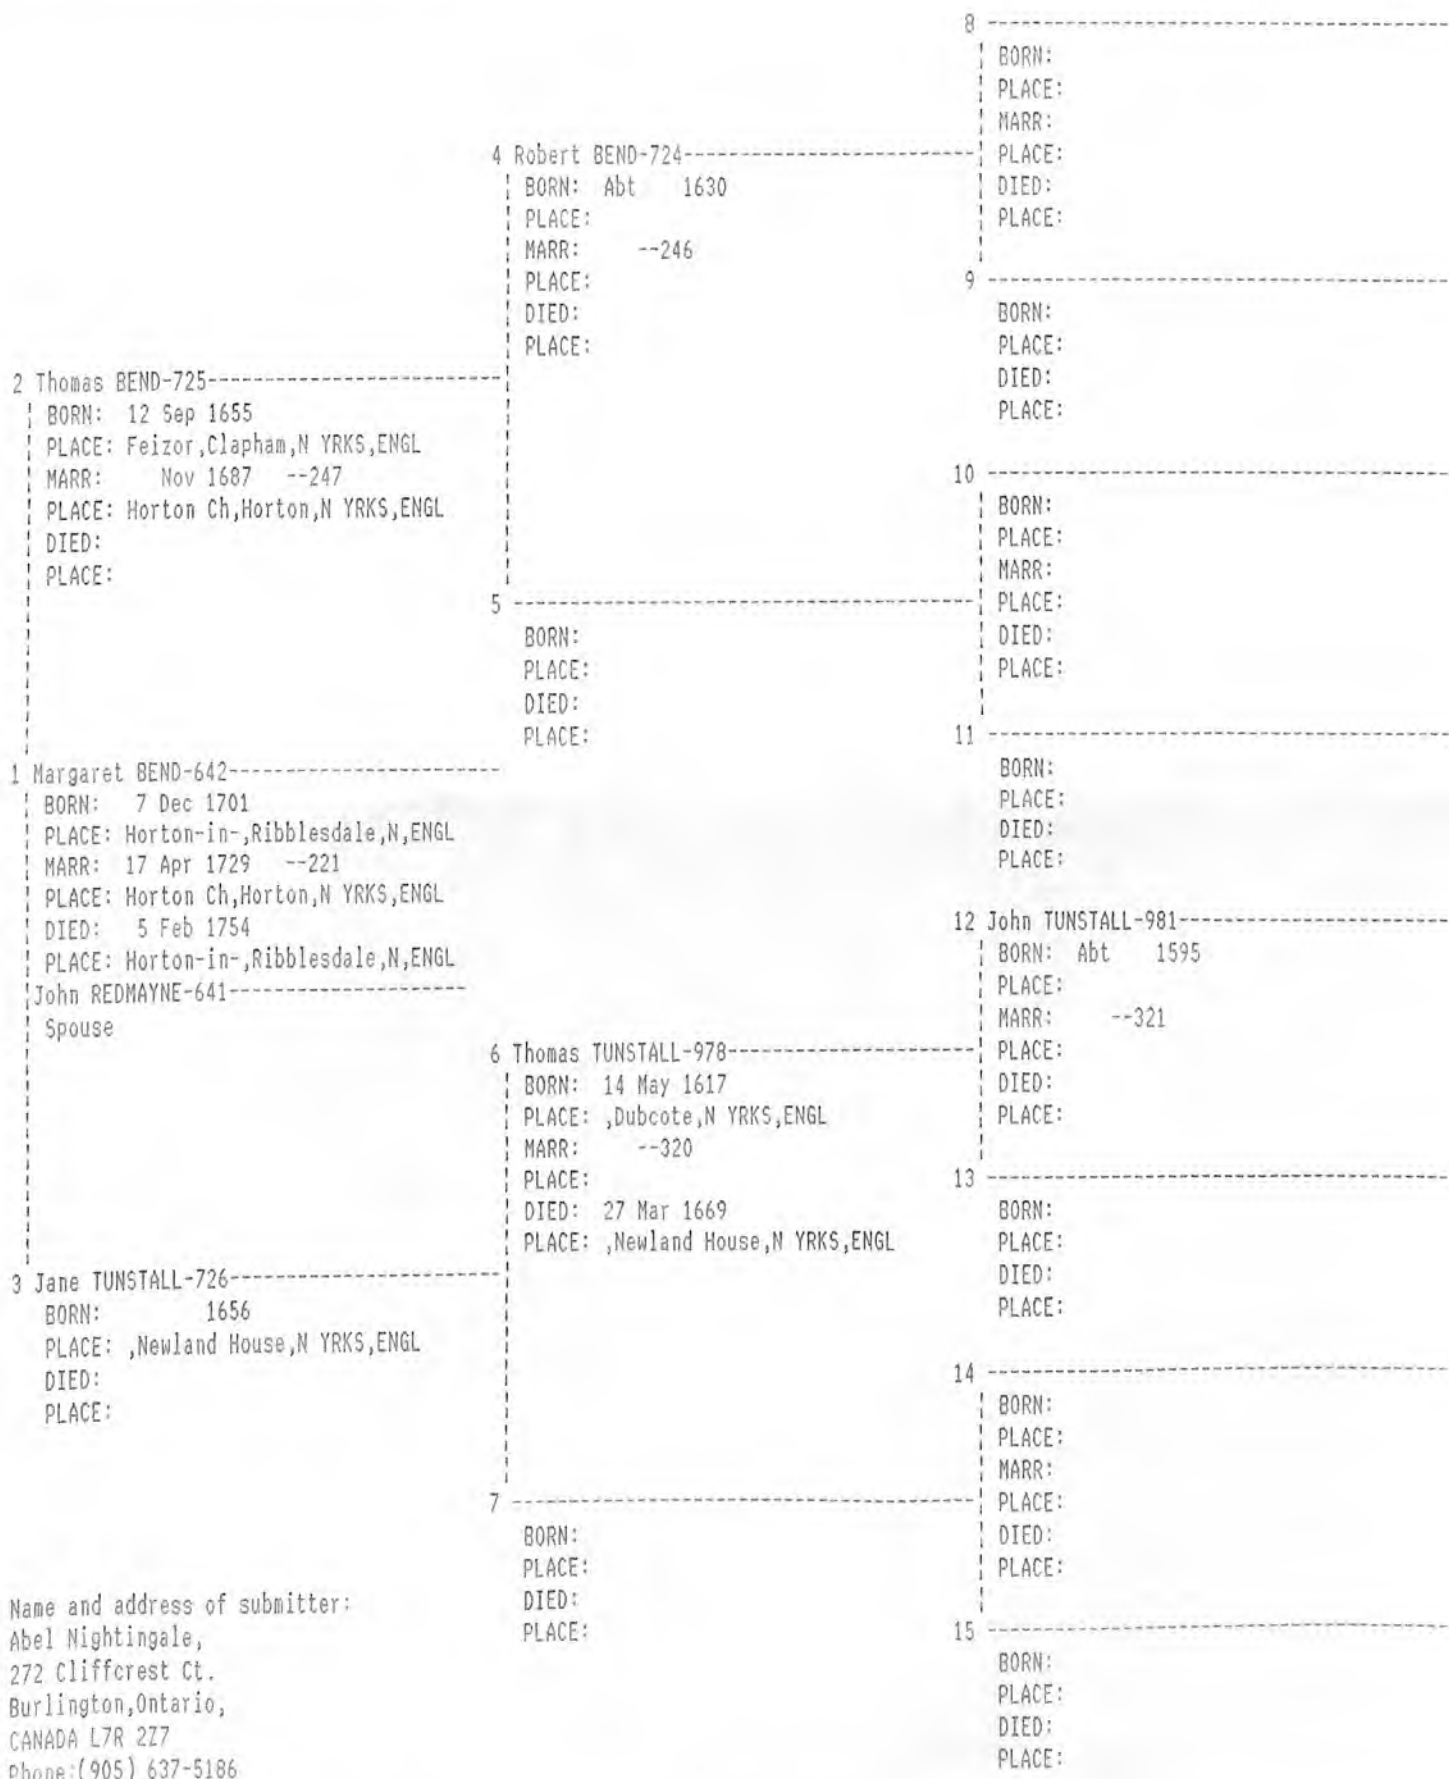 8
BORN:
PLACE:
MARR:
PLACE:
DIED:
PLACE:
4 Robert BEND-724
BORN: Abt 1630
PLACE:
MARR: --246
PLACE:
DIED:
PLACE:
9
BORN:
PLACE:
DIED:
PLACE:
2 Thomas BEND-725
BORN: 12 Sep 1655
PLACE: Feizor,Clapham,N YRKS,ENGL
MARR: Nov 1687 --247
PLACE: Horton Ch,Horton,N YRKS,ENGL
DIED:
PLACE:
10
BORN:
PLACE:
MARR:
PLACE:
DIED:
PLACE:
5
BORN:
PLACE:
DIED:
PLACE:
11
BORN:
PLACE:
DIED:
PLACE:
1 Margaret BEND-642
BORN: 7 Dec 1701
PLACE: Horton-in-,Ribblesdale,N,ENGL
MARR: 17 Apr 1729 --221
PLACE: Horton Ch,Horton,N YRKS,ENGL
DIED: 5 Feb 1754
PLACE: Horton-in-,Ribblesdale,N,ENGL
John REDMAYNE-641
Spouse
12 John TUNSTALL-981
BORN: Abt 1595
PLACE:
MARR: --321
PLACE:
DIED:
PLACE:
6 Thomas TUNSTALL-978
BORN: 14 May 1617
PLACE: ,Dubcote,N YRKS,ENGL
MARR: --320
PLACE:
DIED: 27 Mar 1669
PLACE: ,Newland House,N YRKS,ENGL
13
BORN:
PLACE:
DIED:
PLACE:
3 Jane TUNSTALL-726
BORN: 1656
PLACE: ,Newland House,N YRKS,ENGL
DIED:
PLACE:
14
BORN:
PLACE:
MARR:
PLACE:
DIED:
PLACE:
7
BORN:
PLACE:
DIED:
PLACE:
15
BORN:
PLACE:
DIED:
PLACE:
Name and address of submitter:
Abel Nightingale,
272 Cliffcrest Ct.
Burlington,Ontario,
CANADA L7R 2Z7
Phone:(905) 637-5186